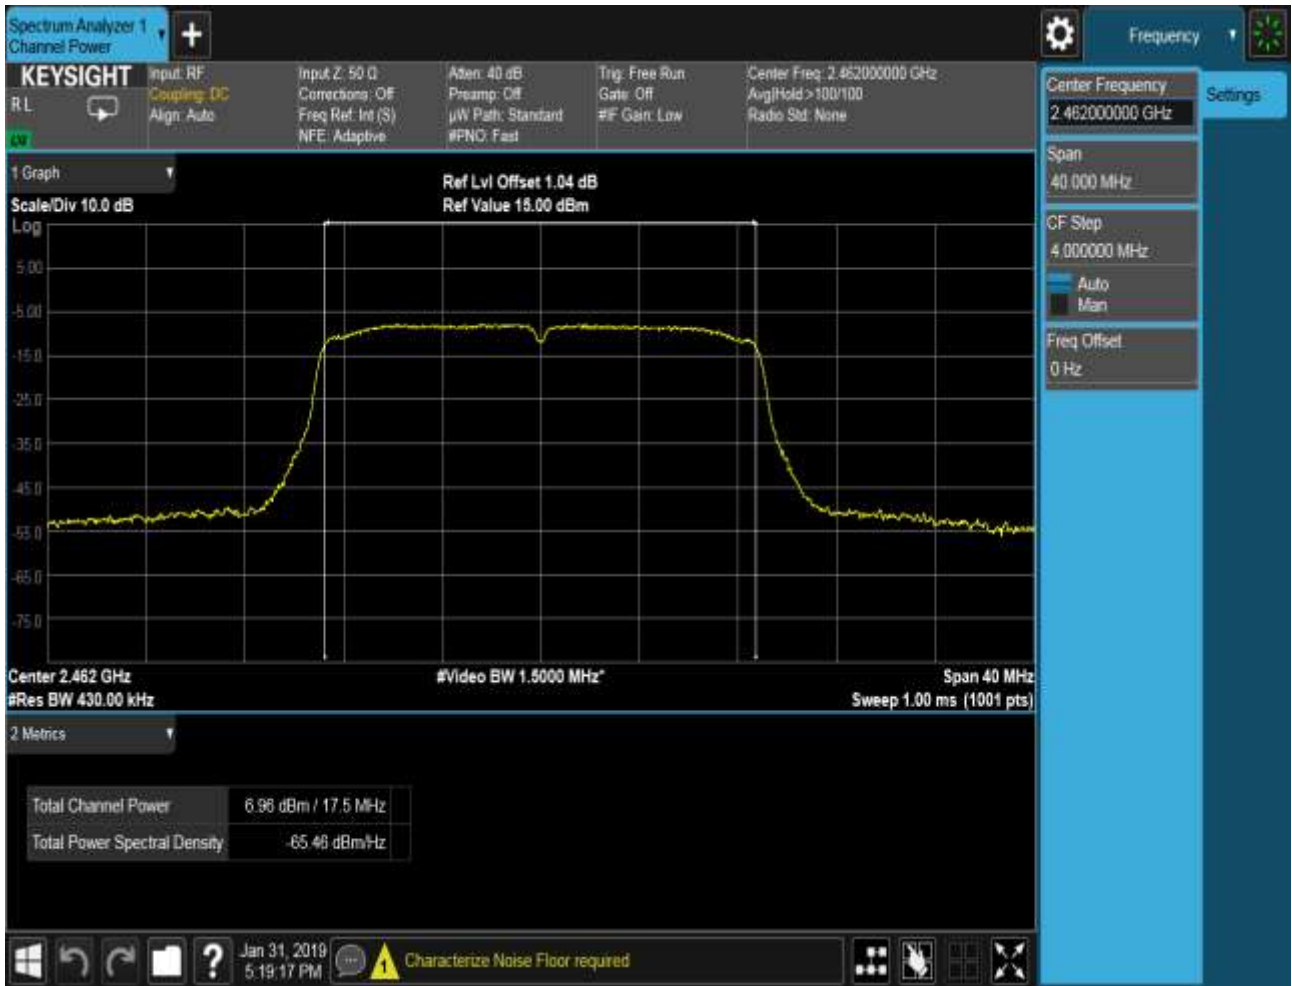 Spectrum Analyzer 1
Channel Power
Frequency
KEYSIGHT
RL
Input: RF
Coupling: DC
Align: Auto
Input Z: 50 Ω
Corrections: Off
Freq Ref: Int (S)
NFE: Adaptive
Atten: 40 dB
Preamp: Off
µW Path: Standard
#PNO: Fast
Trig: Free Run
Gate: Off
#IF Gain: Low
Center Freq: 2.462000000 GHz
Avg|Hold:>100/100
Radio Std: None
Center Frequency
2.462000000 GHz
Settings
Span
40.000 MHz
CF Step
4.000000 MHz
Auto
Man
Freq Offset
0 Hz
1 Graph
Scale/Div 10.0 dB
Ref Lvl Offset 1.04 dB
Ref Value 15.00 dBm
Log
5.00
-5.00
-15.0
-25.0
-35.0
-45.0
-55.0
-65.0
-75.0
Center 2.462 GHz
#Video BW 1.5000 MHz*
Span 40 MHz
#Res BW 430.00 kHz
Sweep 1.00 ms (1001 pts)
2 Metrics
Total Channel Power 6.96 dBm / 17.5 MHz
Total Power Spectral Density -65.46 dBm/Hz
?
Jan 31, 2019
5:19:17 PM
1
Characterize Noise Floor required